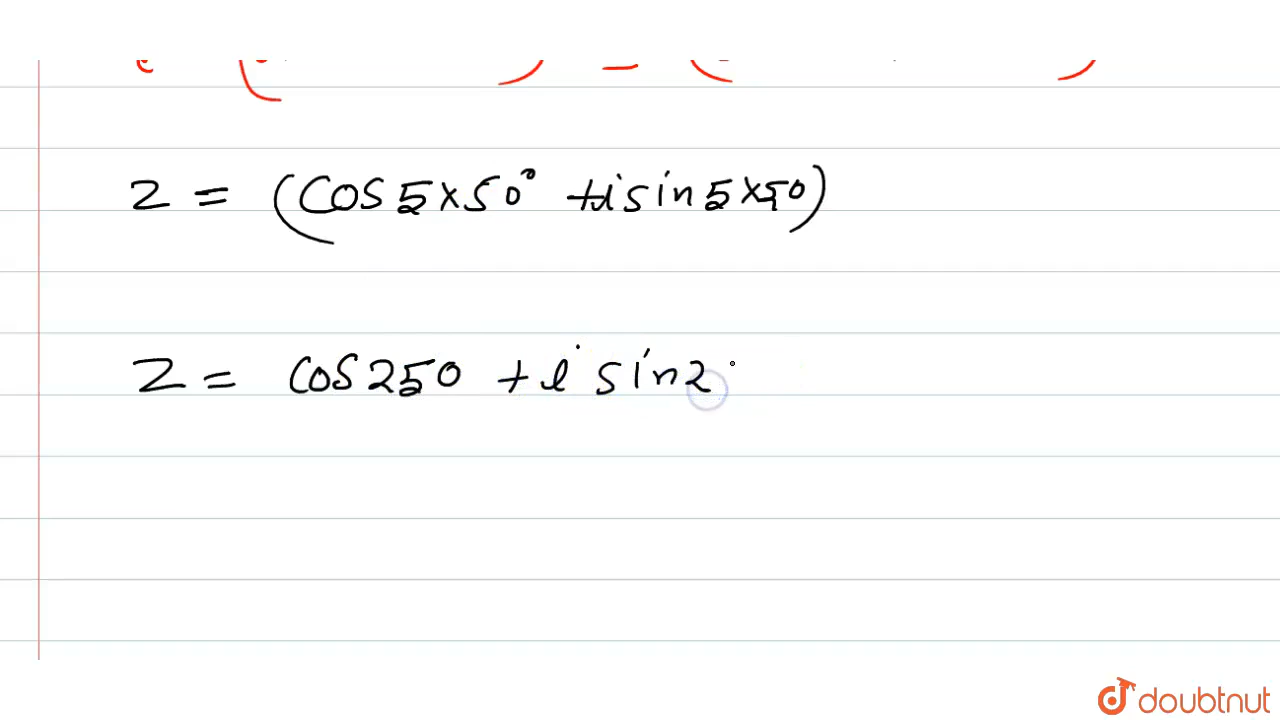 z = (cos 5×50° +i sin 5×50)
z = cos 250 + i sin 2
doubtnut